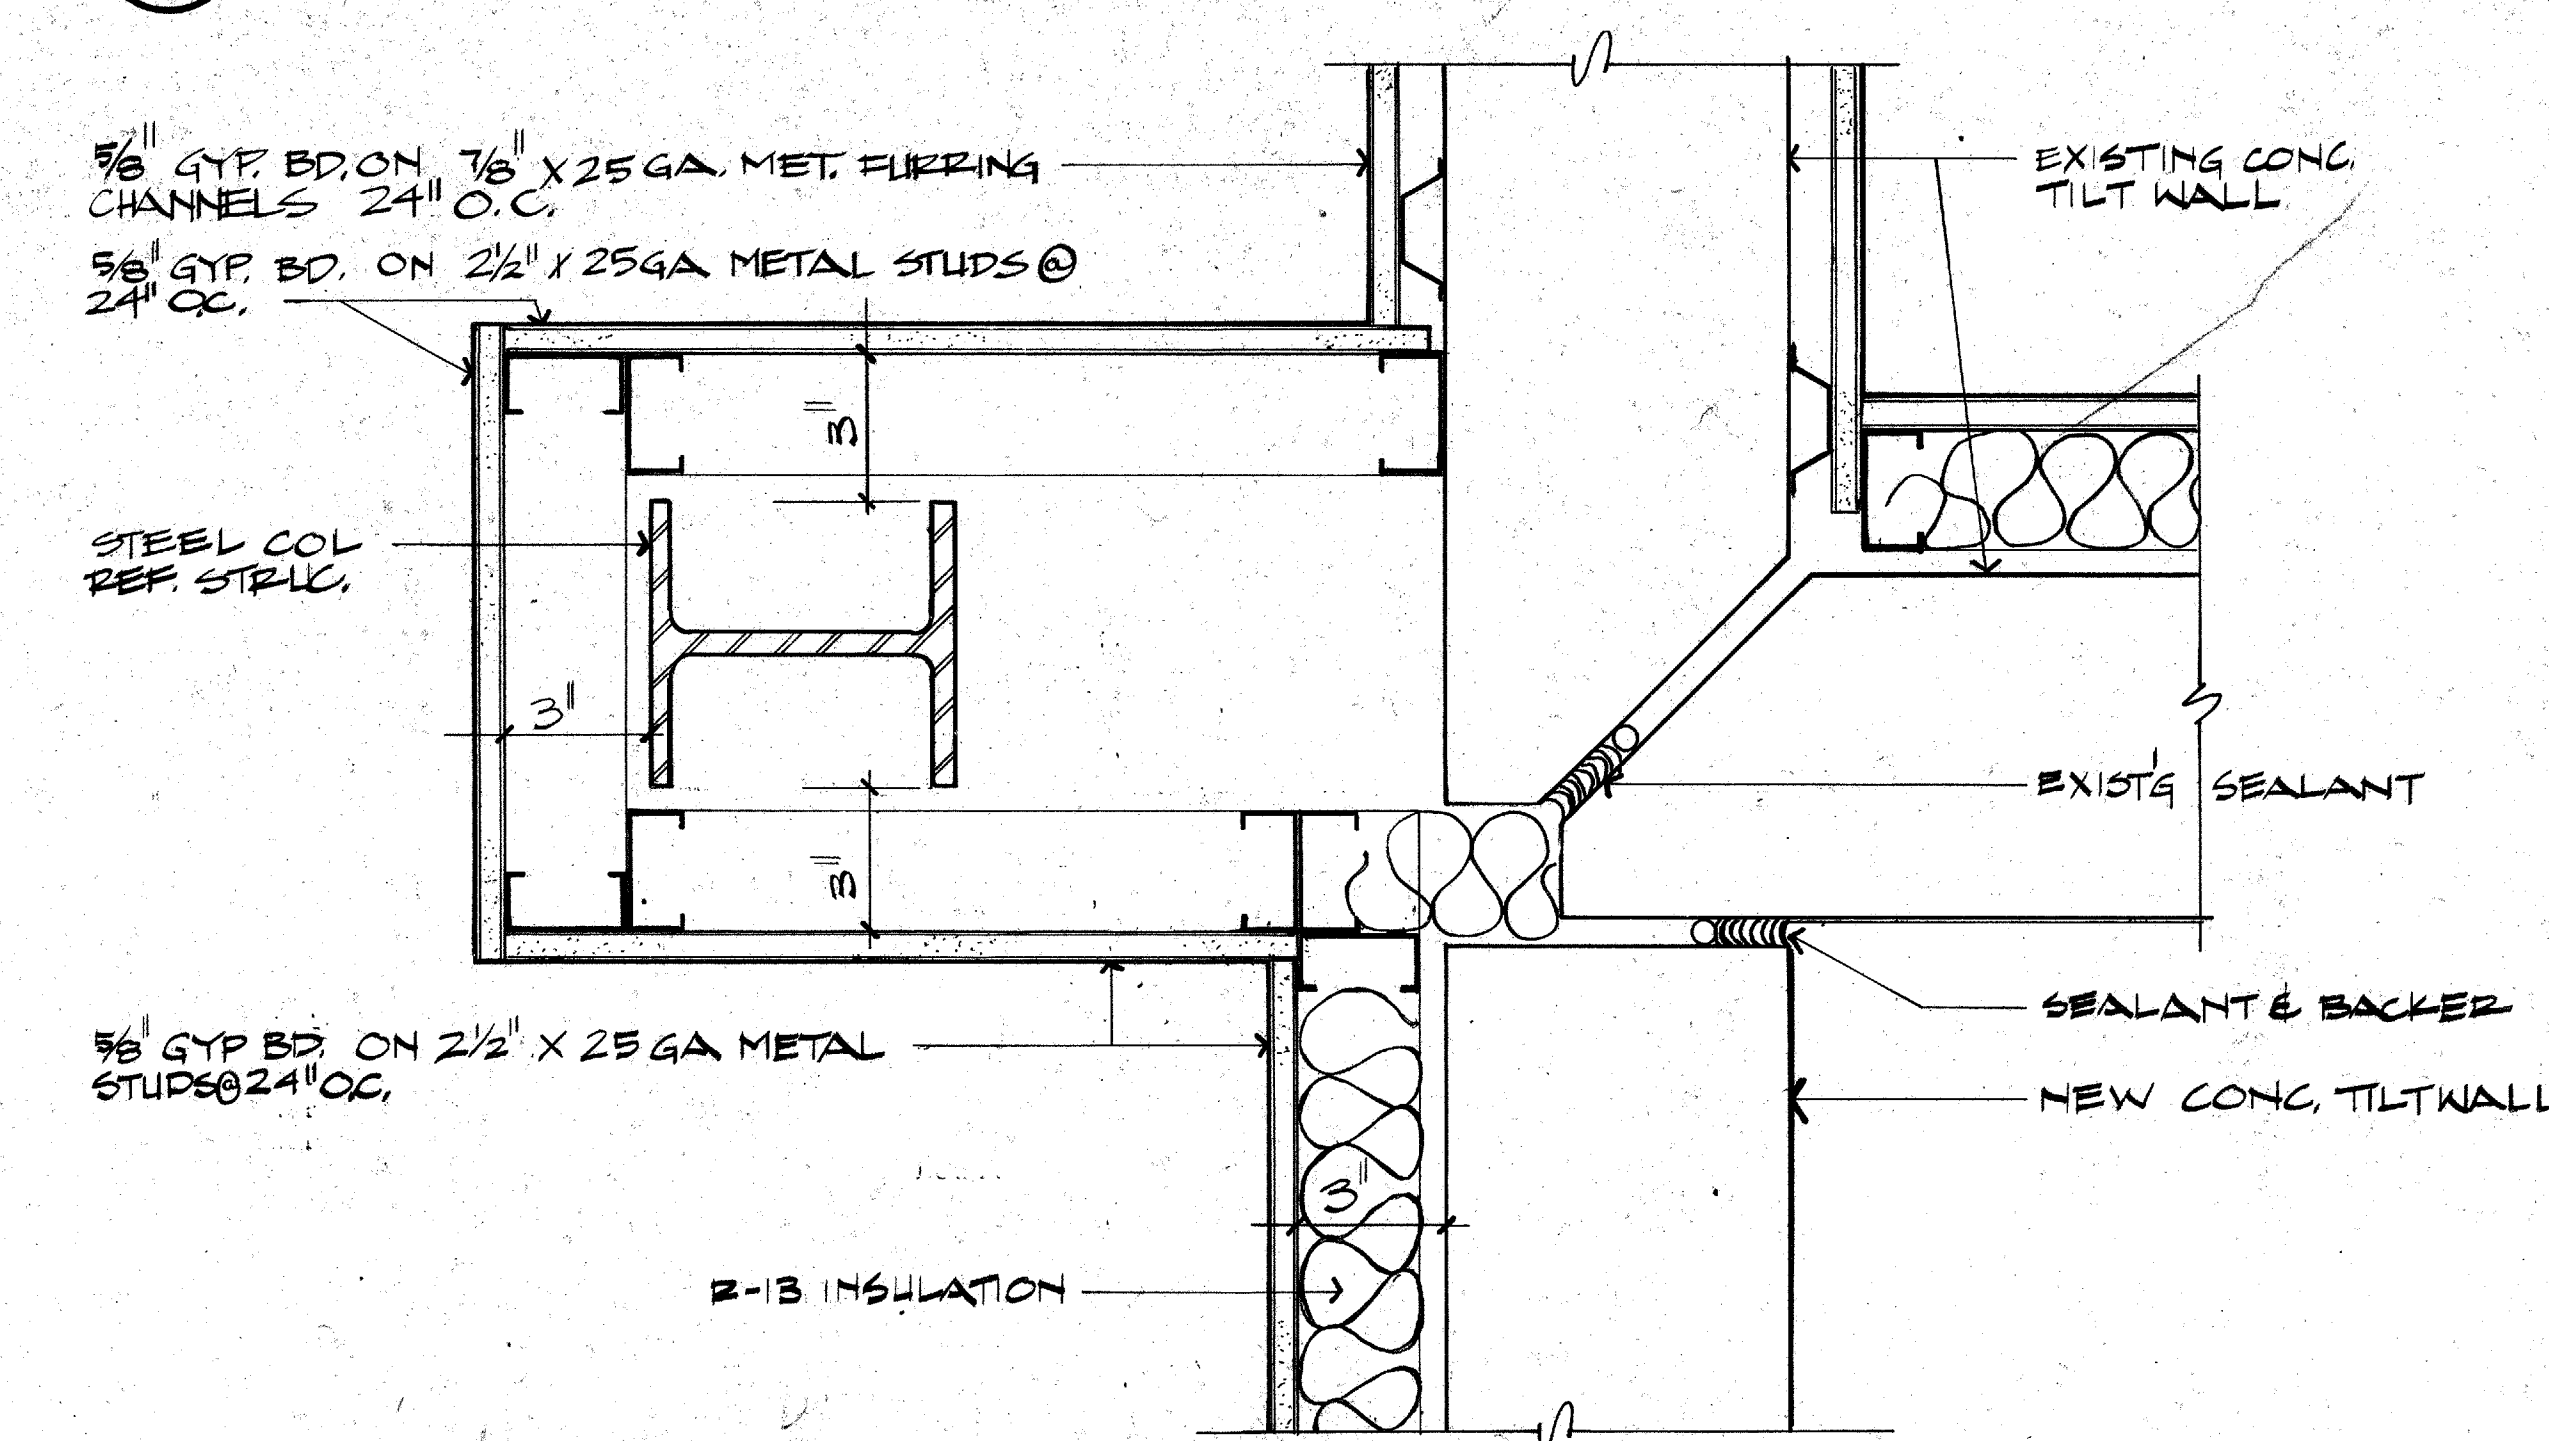 5/8" GYP. BD. ON 7/8" X 25 GA. MET. FURRING
CHANNELS 24" O.C.
5/8" GYP. BD. ON 2 1/2" X 25 GA METAL STUDS @
24" O.C.
EXISTING CONC.
TILT WALL
3"
STEEL COL
REF. STRUC.
3"
EXIST'G SEALANT
3"
SEALANT & BACKER
5/8" GYP BD. ON 2 1/2" X 25 GA METAL
STUDS @ 24" O.C.
NEW CONC. TILTWALL
3"
R-13 INSULATION